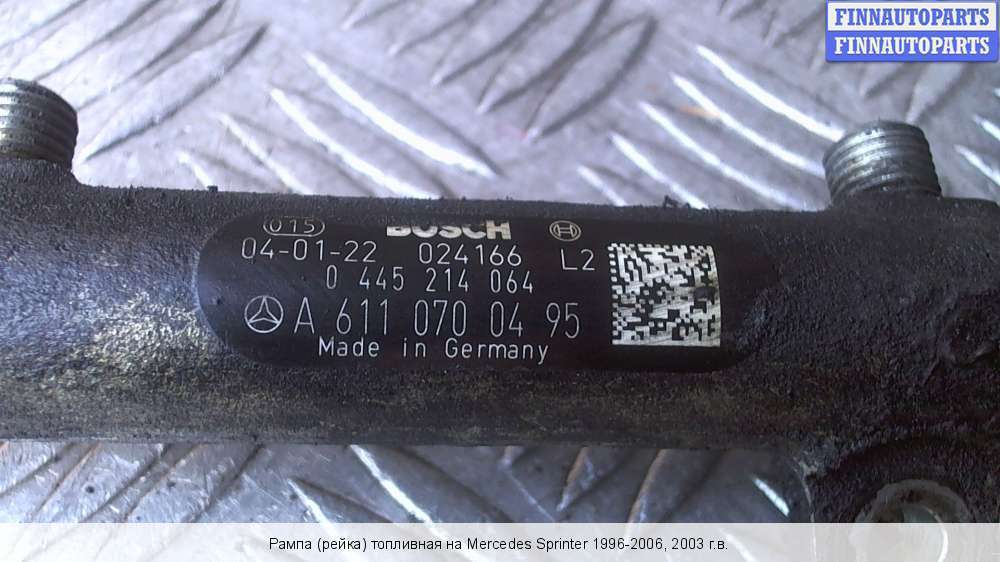 FINNAUTOPARTS
FINNAUTOPARTS
015 BOSCH
04-01-22 024166 L2
0 445 214 064
A 611 070 04 95
Made in Germany
Рампа (рейка) топливная на Mercedes Sprinter 1996-2006, 2003 г.в.